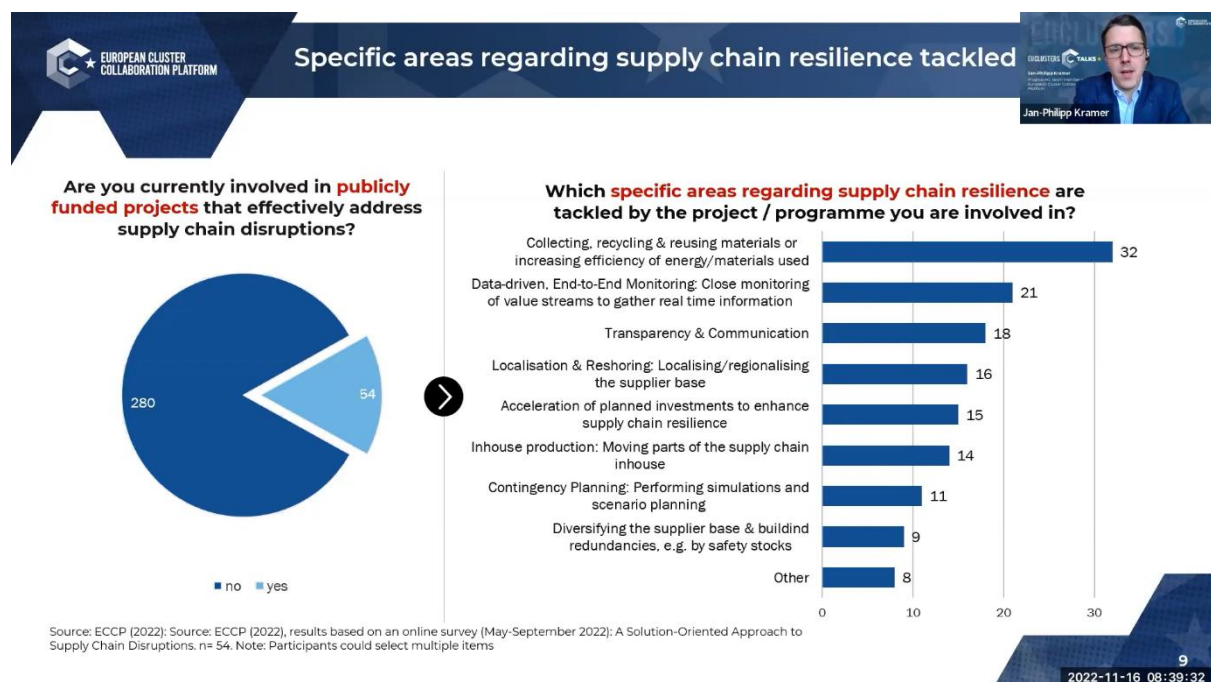 EUROPEAN CLUSTER
COLLABORATION PLATFORM
Specific areas regarding supply chain resilience tackled
EUCLUSTERS
EUCLUSTERS TALKS
Jan-Philipp Kramer
Jan-Philipp Kramer
Are you currently involved in publicly
funded projects that effectively address
supply chain disruptions?
280
54
no yes
Which specific areas regarding supply chain resilience are
tackled by the project / programme you are involved in?
Collecting, recycling & reusing materials or
increasing efficiency of energy/materials used
32
Data-driven, End-to-End Monitoring: Close monitoring
of value streams to gather real time information
21
Transparency & Communication
18
Localisation & Reshoring: Localising/regionalising
the supplier base
16
Acceleration of planned investments to enhance
supply chain resilience
15
Inhouse production: Moving parts of the supply chain
inhouse
14
Contingency Planning: Performing simulations and
scenario planning
11
Diversifying the supplier base & buildind
redundancies, e.g. by safety stocks
9
Other
8
0 10 20 30
Source: ECCP (2022): Source: ECCP (2022), results based on an online survey (May-September 2022): A Solution-Oriented Approach to
Supply Chain Disruptions. n= 54. Note: Participants could select multiple items
9
2022-11-16 08:39:32